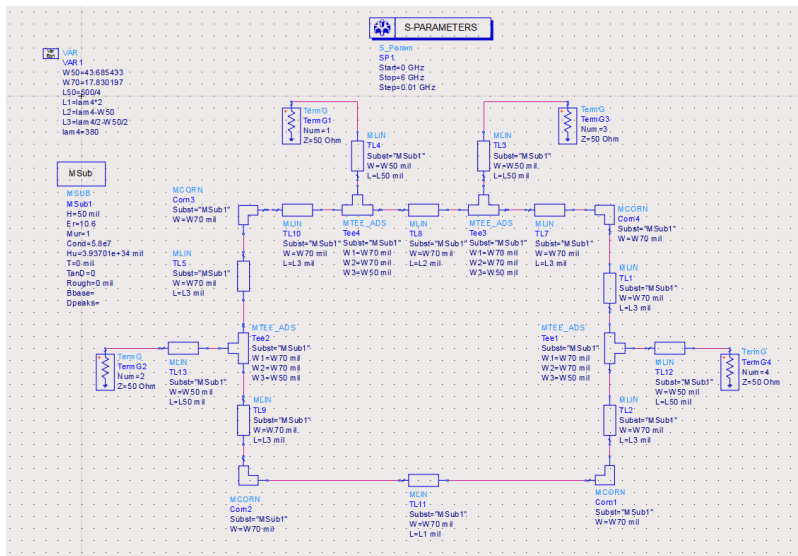 S-PARAMETERS
S_Param
SP1
Start=0 GHz
Stop=6 GHz
Step=0.01 GHz
Var
Eqn
VAR
VAR1
W50=43.685433
W70=17.830197
L50=500/4
L1=lam4*2
L2=lam4-W50
L3=lam4/2-W50/2
lam4=380
MSub
MSUB
MSub1
H=50 mil
Er=10.6
Mur=1
Cond=5.8e7
Hu=3.93701e+34 mil
T=0 mil
TanD=0
Rough=0 mil
Bbase=
Dpeaks=
TermG
TermG1
Num=1
Z=50 Ohm
MLIN
TL4
Subst="MSub1"
W=W50 mil
L=L50 mil
MLIN
TL3
Subst="MSub1"
W=W50 mil
L=L50 mil
TermG
TermG3
Num=3
Z=50 Ohm
MCORN
Corn3
Subst="MSub1"
W=W70 mil
MLIN
TL10
Subst="MSub1"
W=W70 mil
L=L3 mil
MTEE_ADS
Tee4
Subst="MSub1"
W1=W70 mil
W2=W70 mil
W3=W50 mil
MLIN
TL8
Subst="MSub1"
W=W70 mil
L=L2 mil
MTEE_ADS
Tee3
Subst="MSub1"
W1=W70 mil
W2=W70 mil
W3=W50 mil
MLIN
TL7
Subst="MSub1"
W=W70 mil
L=L3 mil
MCORN
Corn4
Subst="MSub1"
W=W70 mil
MLIN
TL5
Subst="MSub1"
W=W70 mil
L=L3 mil
MLIN
TL1
Subst="MSub1"
W=W70 mil
L=L3 mil
TermG
TermG2
Num=2
Z=50 Ohm
MLIN
TL13
Subst="MSub1"
W=W50 mil
L=L50 mil
MTEE_ADS
Tee2
Subst="MSub1"
W1=W70 mil
W2=W70 mil
W3=W50 mil
MTEE_ADS
Tee1
Subst="MSub1"
W1=W70 mil
W2=W70 mil
W3=W50 mil
MLIN
TL12
Subst="MSub1"
W=W50 mil
L=L50 mil
TermG
TermG4
Num=4
Z=50 Ohm
MLIN
TL9
Subst="MSub1"
W=W70 mil
L=L3 mil
MLIN
TL2
Subst="MSub1"
W=W70 mil
L=L3 mil
MCORN
Corn2
Subst="MSub1"
W=W70 mil
MLIN
TL11
Subst="MSub1"
W=W70 mil
L=L1 mil
MCORN
Corn1
Subst="MSub1"
W=W70 mil